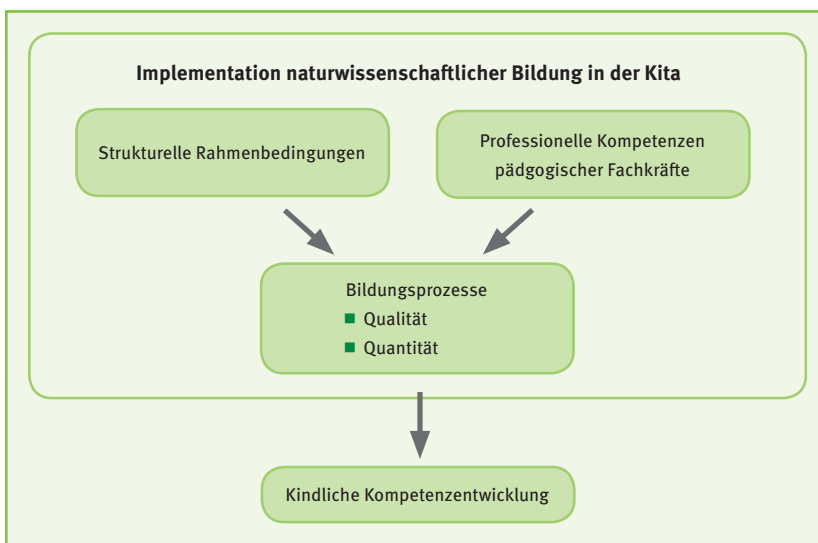 Implementation naturwissenschaftlicher Bildung in der Kita
Strukturelle Rahmenbedingungen
Professionelle Kompetenzen
pädgogischer Fachkräfte
Bildungsprozesse
Qualität
Quantität
Kindliche Kompetenzentwicklung